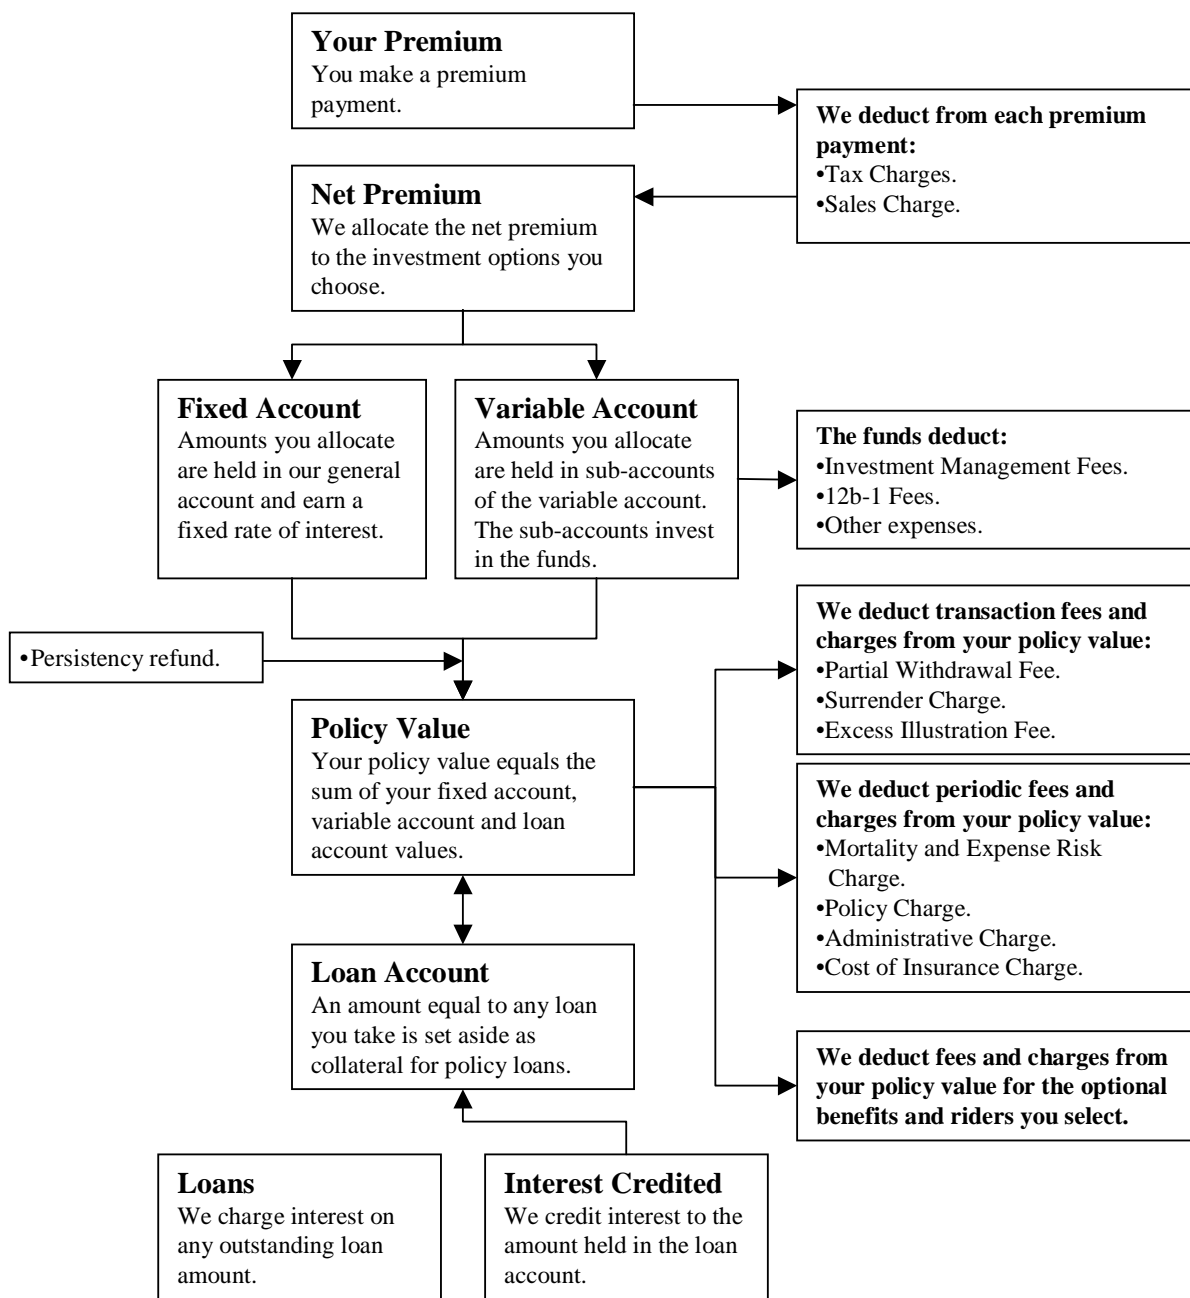 Your Premium
You make a premium
payment.
We deduct from each premium
payment:
•Tax Charges.
•Sales Charge.
Net Premium
We allocate the net premium
to the investment options you
choose.
Fixed Account
Amounts you allocate
are held in our general
account and earn a
fixed rate of interest.
Variable Account
Amounts you allocate
are held in sub-accounts
of the variable account.
The sub-accounts invest
in the funds.
The funds deduct:
•Investment Management Fees.
•12b-1 Fees.
•Other expenses.
•Persistency refund.
We deduct transaction fees and
charges from your policy value:
•Partial Withdrawal Fee.
•Surrender Charge.
•Excess Illustration Fee.
Policy Value
Your policy value equals the
sum of your fixed account,
variable account and loan
account values.
We deduct periodic fees and
charges from your policy value:
•Mortality and Expense Risk
Charge.
•Policy Charge.
•Administrative Charge.
•Cost of Insurance Charge.
Loan Account
An amount equal to any loan
you take is set aside as
collateral for policy loans.
We deduct fees and charges from
your policy value for the optional
benefits and riders you select.
Loans
We charge interest on
any outstanding loan
amount.
Interest Credited
We credit interest to the
amount held in the loan
account.